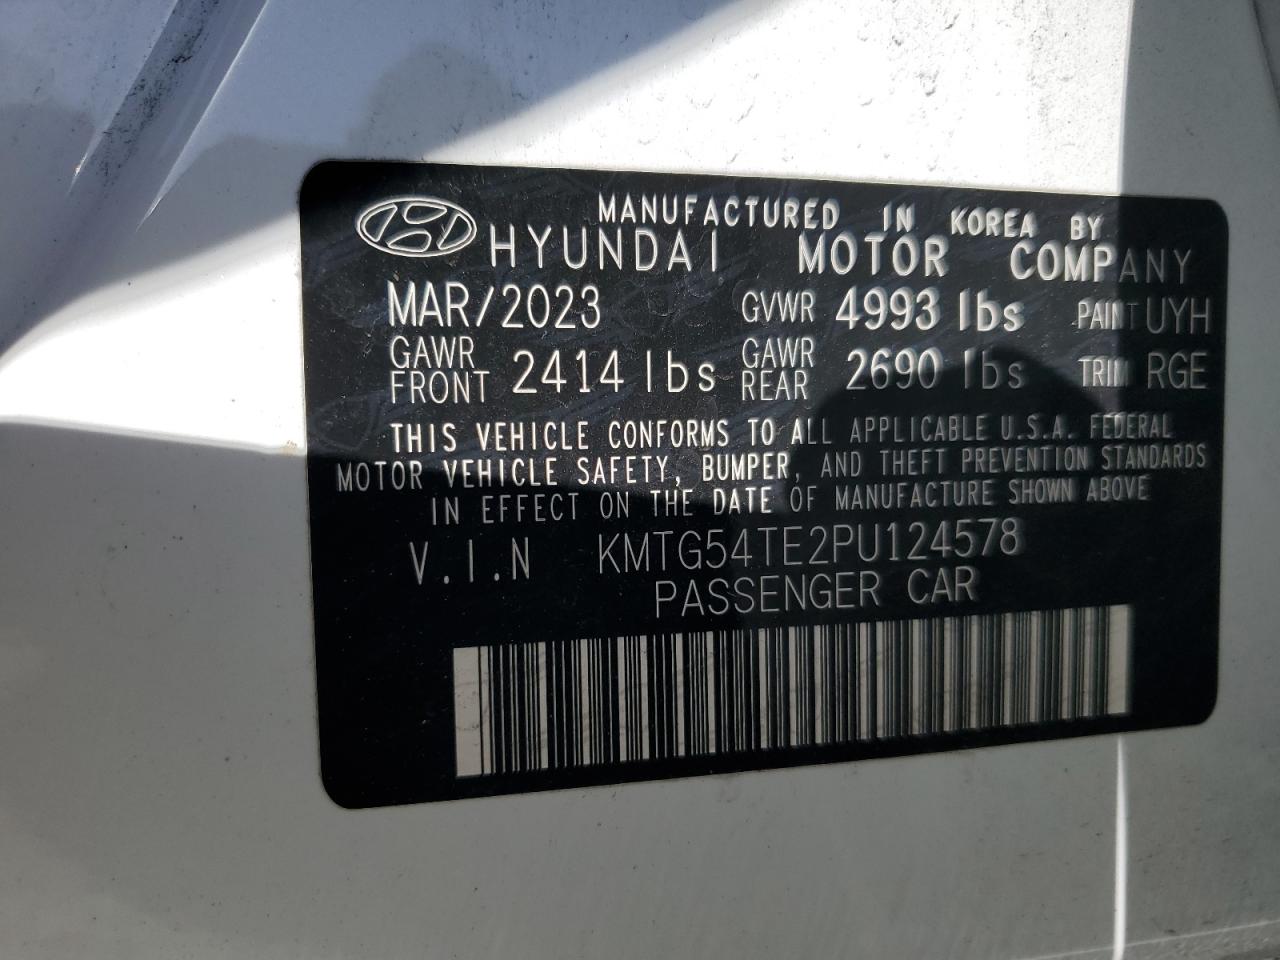 MANUFACTURED IN KOREA BY
HYUNDAI MOTOR COMPANY
MAR/2023 GVWR 4993 lbs PAINT UYH
GAWR FRONT 2414 lbs GAWR REAR 2690 lbs TRIM RGE
THIS VEHICLE CONFORMS TO ALL APPLICABLE U.S.A. FEDERAL
MOTOR VEHICLE SAFETY, BUMPER, AND THEFT PREVENTION STANDARDS
IN EFFECT ON THE DATE OF MANUFACTURE SHOWN ABOVE
V.I.N KMTG54TE2PU124578
PASSENGER CAR